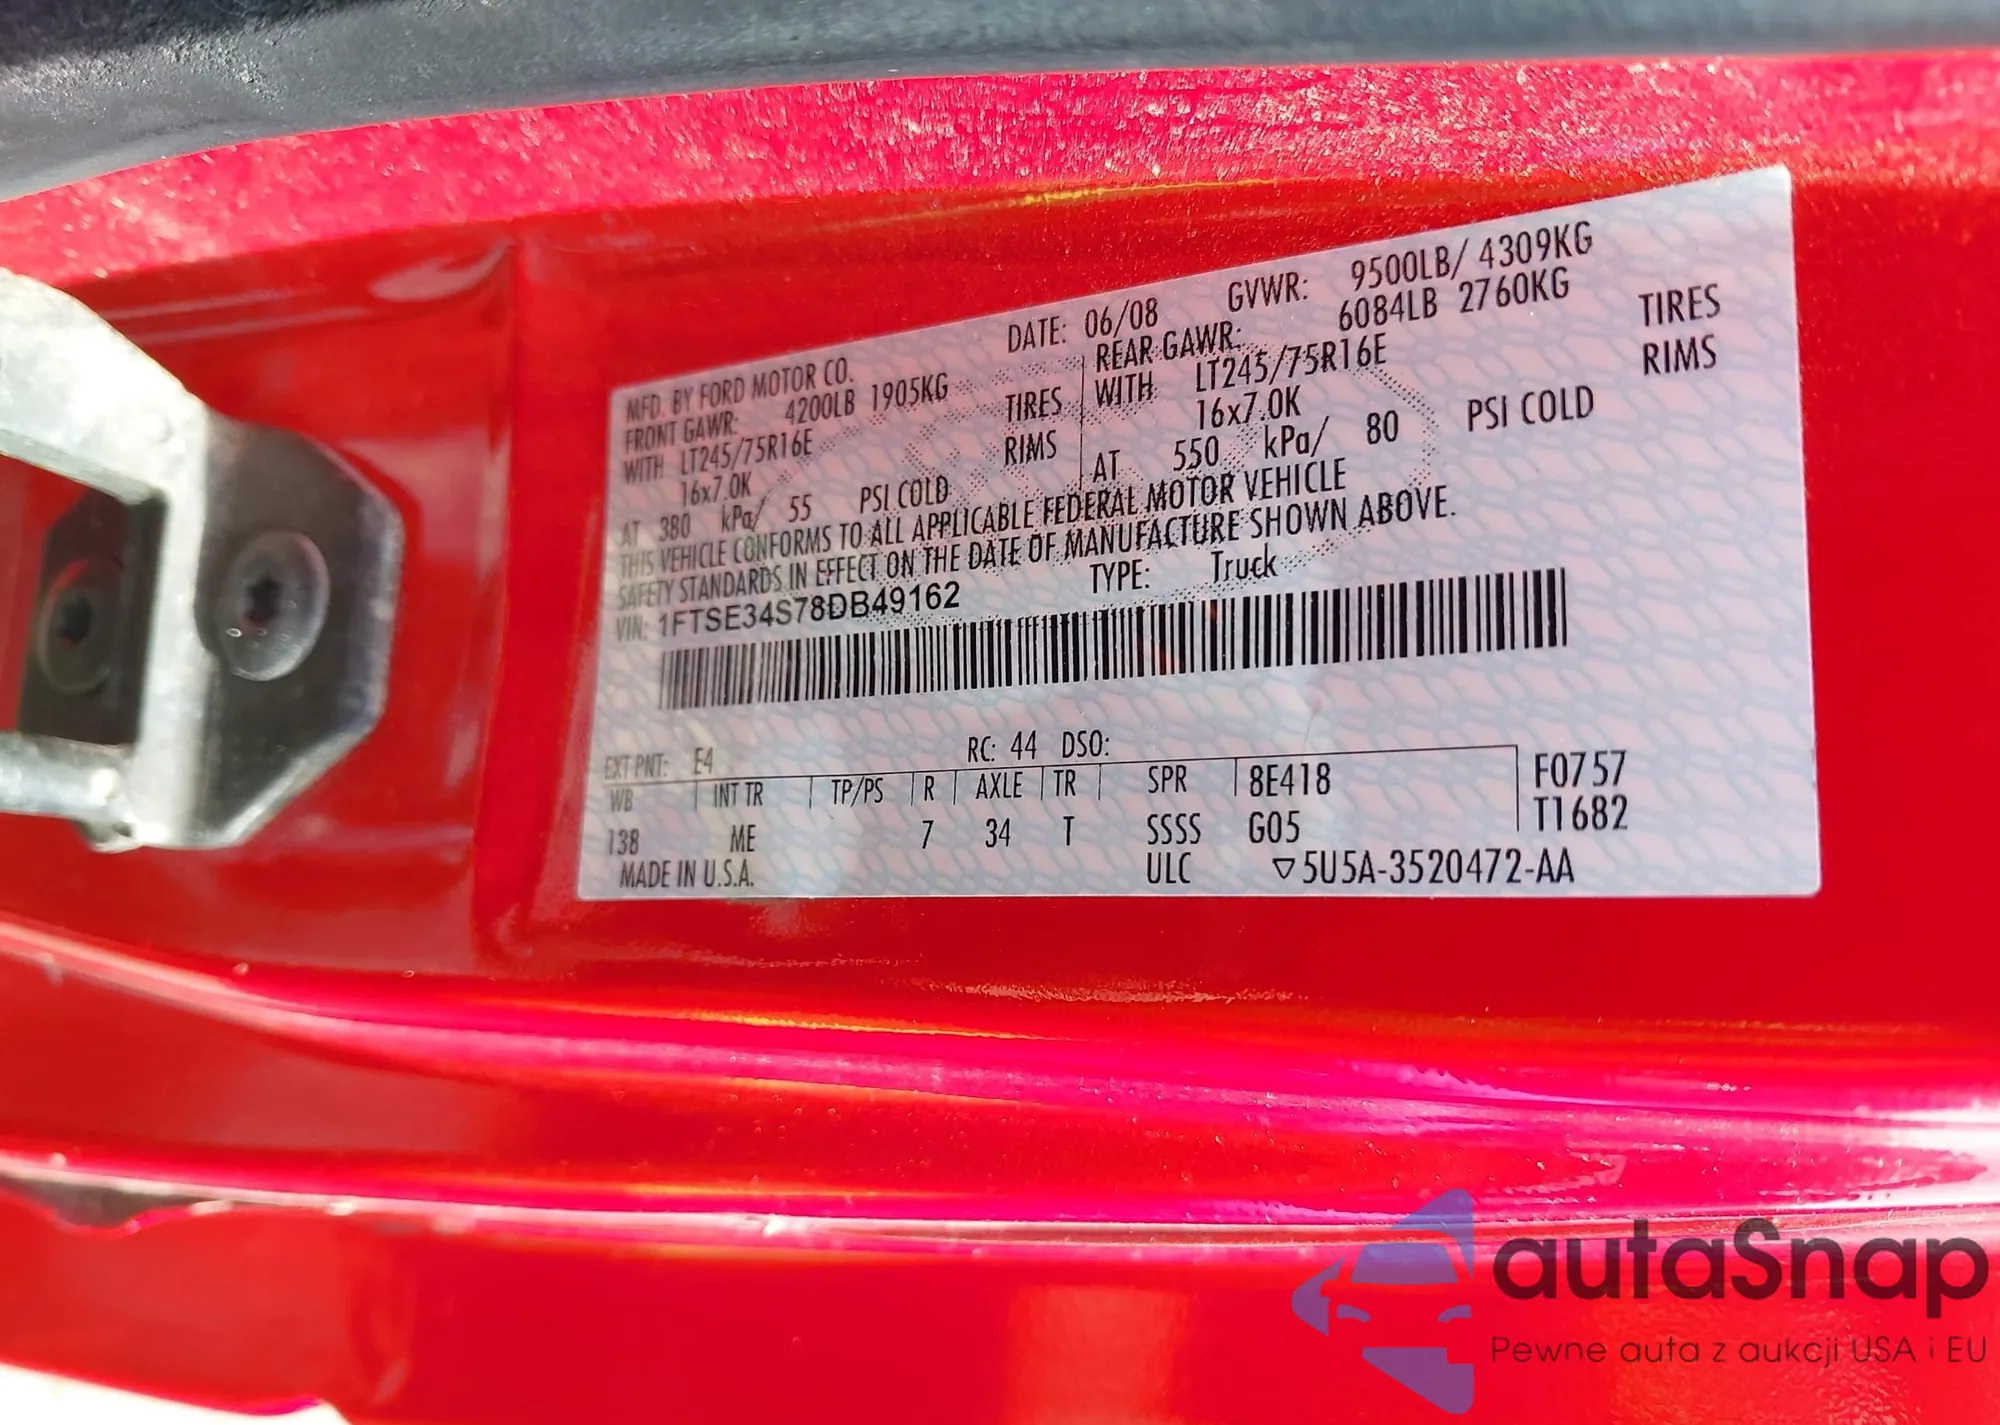 MFD. BY FORD MOTOR CO.
DATE: 06/08 GVWR: 9500LB/ 4309KG
FRONT GAWR: 4200LB 1905KG
WITH LT245/75R16E TIRES
16x7.0K RIMS
AT 380 kPa/ 55 PSI COLD
REAR GAWR: 6084LB 2760KG
WITH LT245/75R16E TIRES
16x7.0K RIMS
AT 550 kPa/ 80 PSI COLD
THIS VEHICLE CONFORMS TO ALL APPLICABLE FEDERAL MOTOR VEHICLE
SAFETY STANDARDS IN EFFECT ON THE DATE OF MANUFACTURE SHOWN ABOVE.
VIN: 1FTSE34S78DB49162 TYPE: Truck
EXT PNT: E4 RC: 44 DSO:
WB INT TR TP/PS R AXLE TR SPR 8E418 F0757
138 ME 7 34 T SSSS G05 T1682
MADE IN U.S.A. ULC ▽5U5A-3520472-AA
autaSnap
Pewne auta z aukcji USA i EU